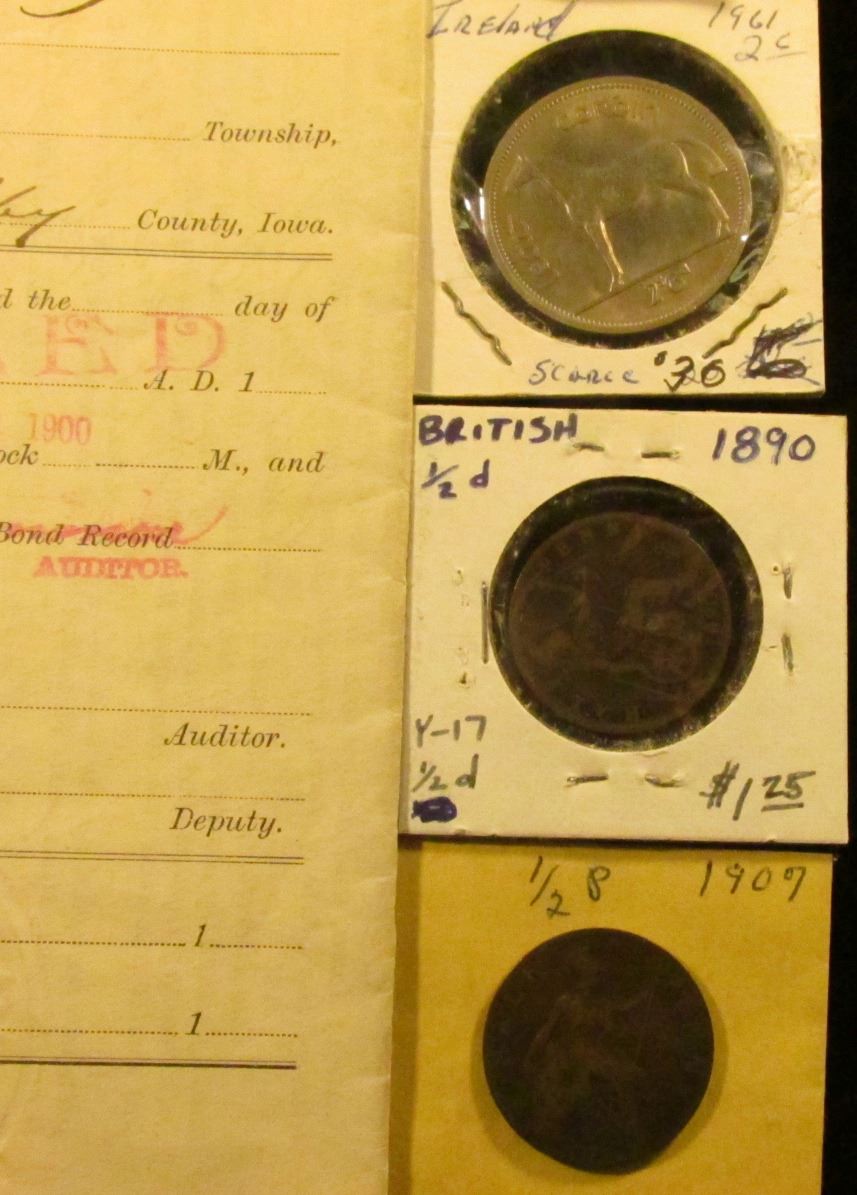 Township,
County, Iowa.
d the day of
A. D. 1
1900
ock M., and
Bond Record
AUDITOR.
Auditor.
Deputy.
1
1
IRELAND 1961
Scarce
BRITISH 1890
1/2 d
Y-17
1/2 d
$1.25
1/2 P 1907